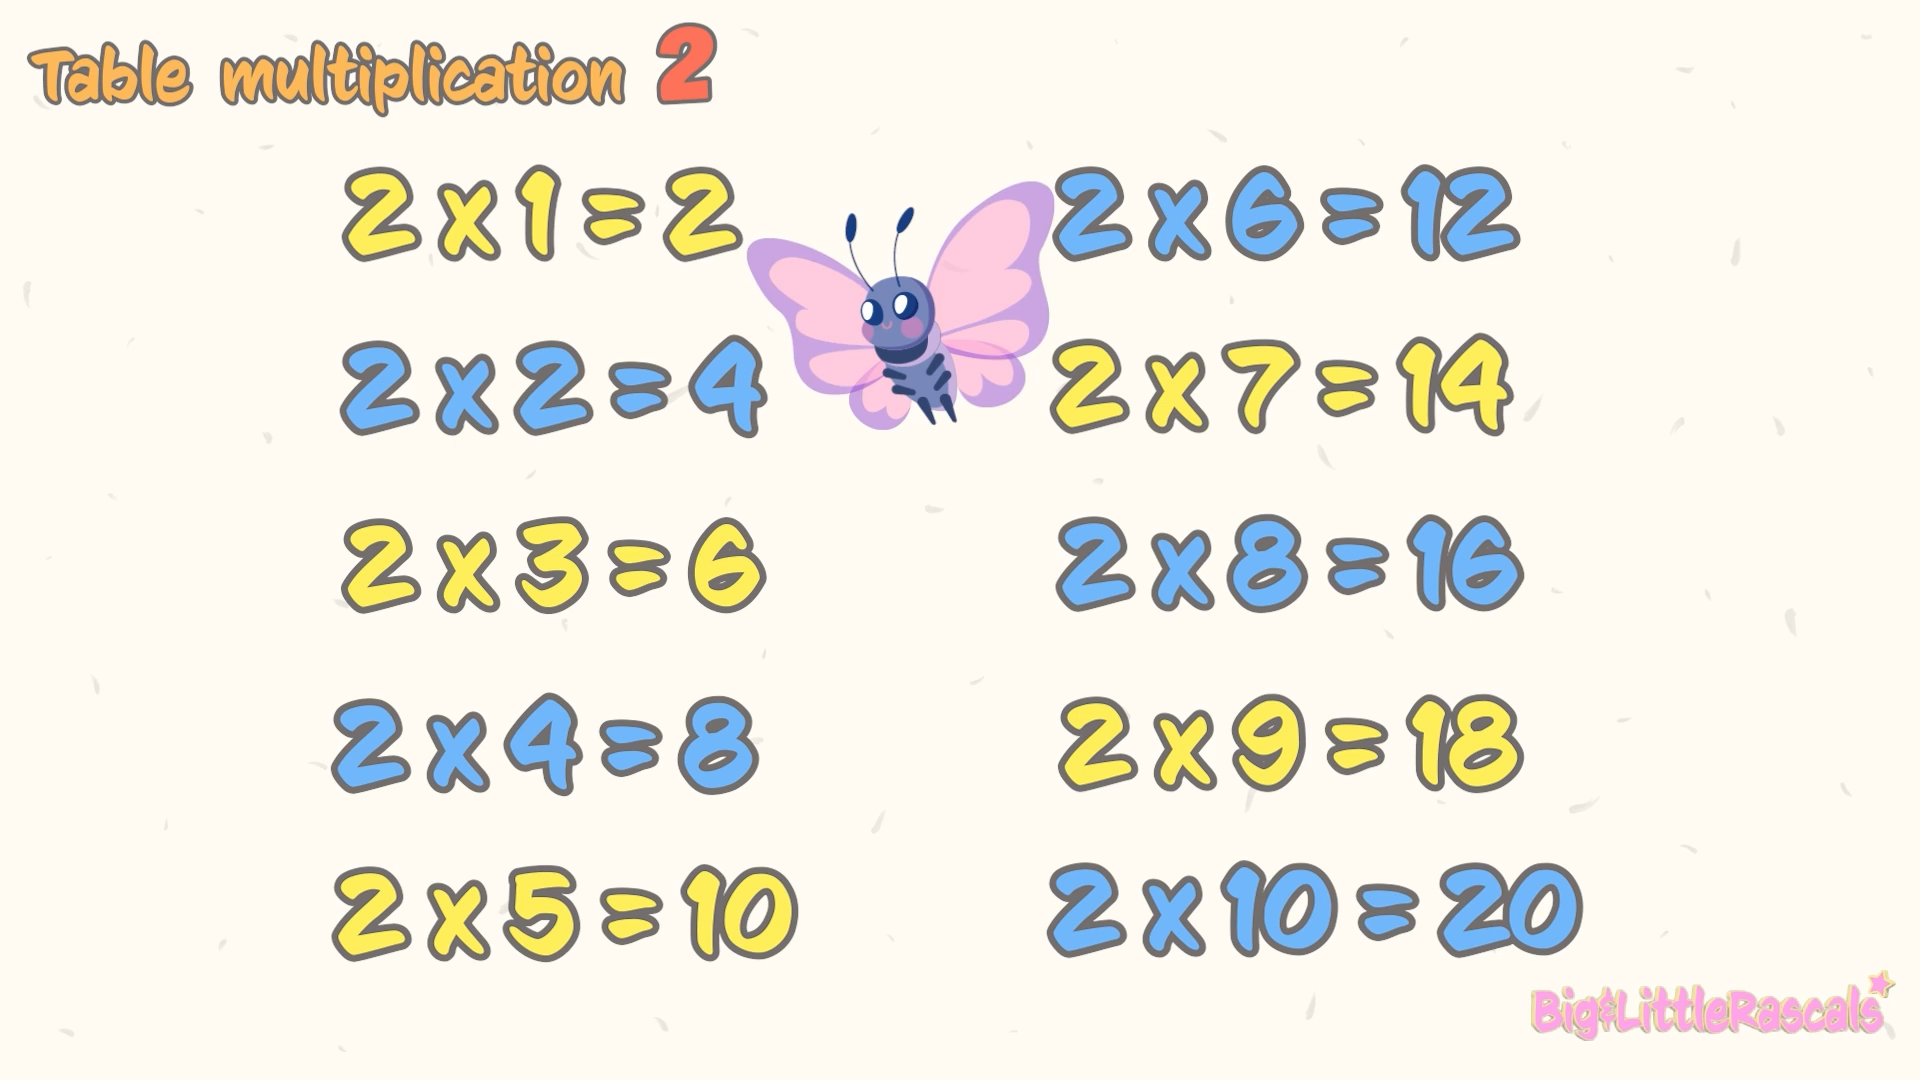 Table multiplication 2
2 x 1 = 2
2 x 2 = 4
2 x 3 = 6
2 x 4 = 8
2 x 5 = 10
2 x 6 = 12
2 x 7 = 14
2 x 8 = 16
2 x 9 = 18
2 x 10 = 20
Big&LittleRascals